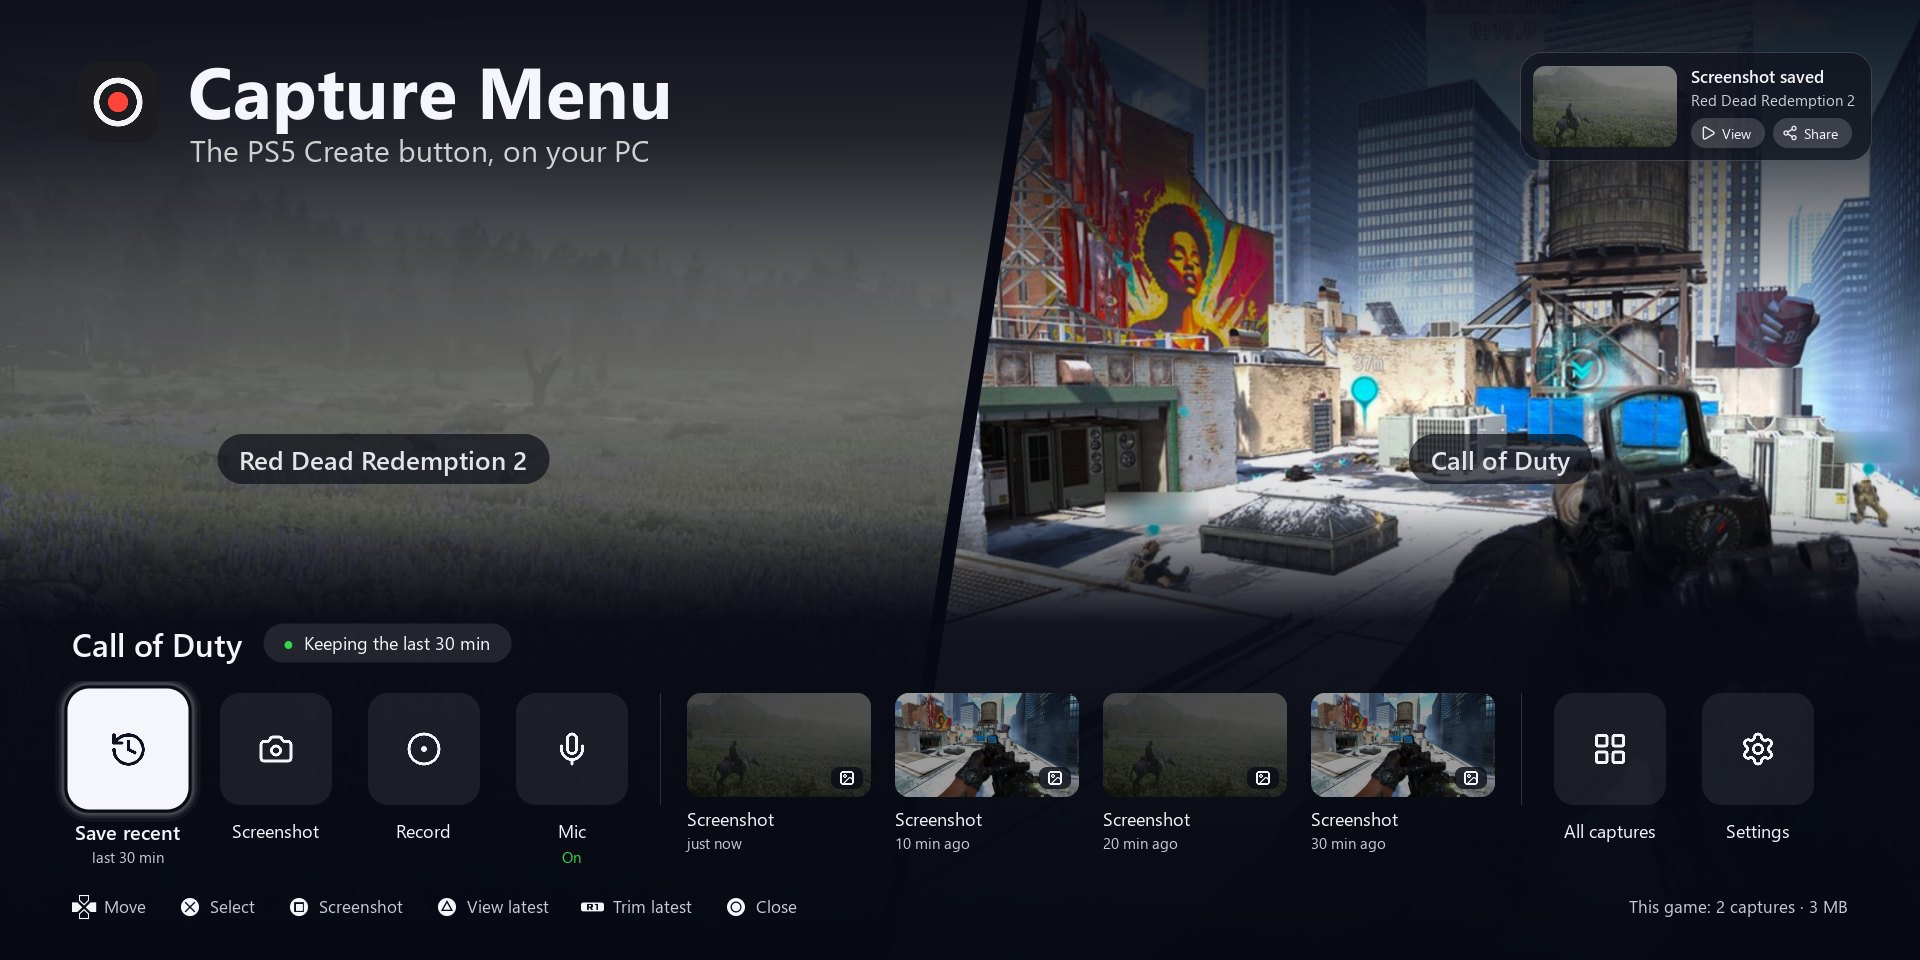 Capture Menu
The PS5 Create button, on your PC
Screenshot saved
Red Dead Redemption 2
View
Share
37m
Red Dead Redemption 2
Call of Duty
Call of Duty
Keeping the last 30 min
Save recent
last 30 min
Screenshot
Record
Mic
On
Screenshot
just now
Screenshot
10 min ago
Screenshot
20 min ago
Screenshot
30 min ago
All captures
Settings
Move
Select
Screenshot
View latest
R1
Trim latest
Close
This game: 2 captures · 3 MB